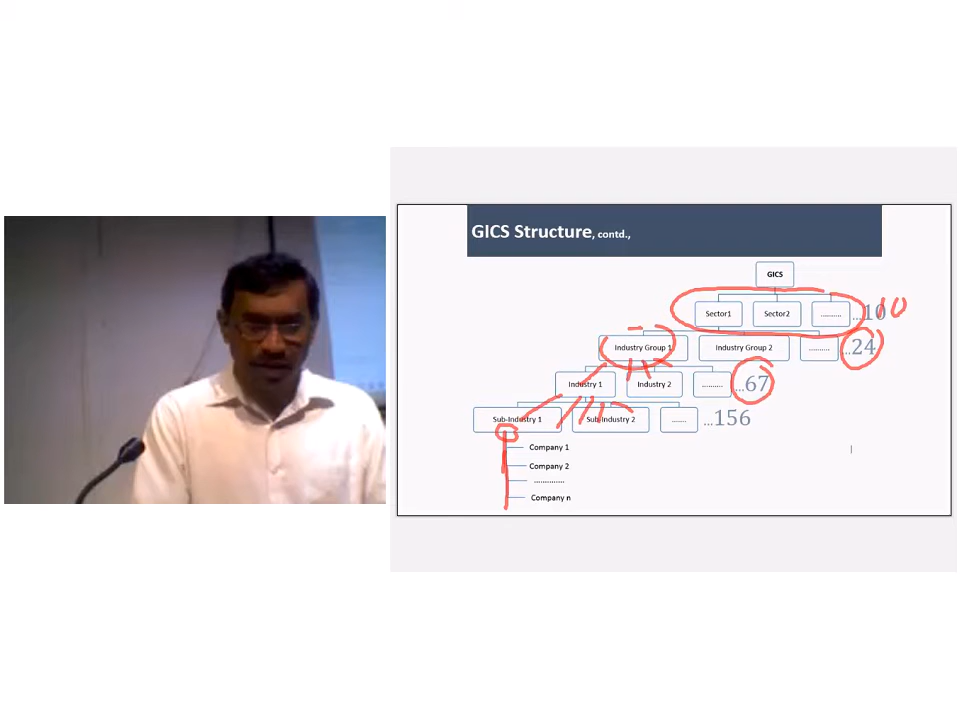 GICS Structure, contd.,
GICS
Sector1 Sector2 .......... ...10 10
Industry Group 1 Industry Group 2 .......... ...24
Industry 1 Industry 2 .......... ...67
Sub-Industry 1 Sub-Industry 2 ....... ...156
Company 1
Company 2
..............
Company n